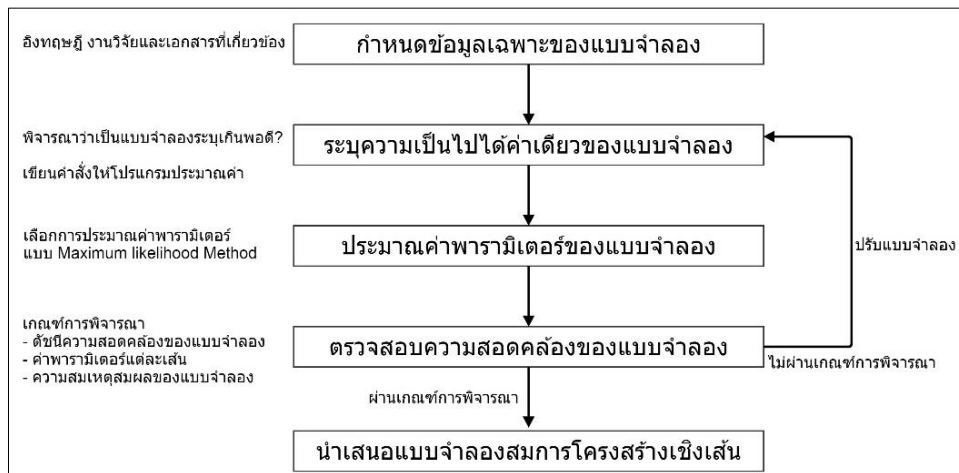 อิงทฤษฎี งานวิจัยและเอกสารที่เกี่ยวข้อง
กำหนดข้อมูลเฉพาะของแบบจำลอง
พิจารณาว่าเป็นแบบจำลองระบุเกินพอดี?
ระบุความเป็นไปได้ค่าเดียวของแบบจำลอง
เขียนคำสั่งให้โปรแกรมประมาณค่า
เลือกการประมาณค่าพารามิเตอร์
แบบ Maximum likelihood Method
ประมาณค่าพารามิเตอร์ของแบบจำลอง
ปรับแบบจำลอง
เกณฑ์การพิจารณา
- ดัชนีความสอดคล้องของแบบจำลอง
- ค่าพารามิเตอร์แต่ละเส้น
- ความสมเหตุสมผลของแบบจำลอง
ตรวจสอบความสอดคล้องของแบบจำลอง
ไม่ผ่านเกณฑ์การพิจารณา
ผ่านเกณฑ์การพิจารณา
นำเสนอแบบจำลองสมการโครงสร้างเชิงเส้น